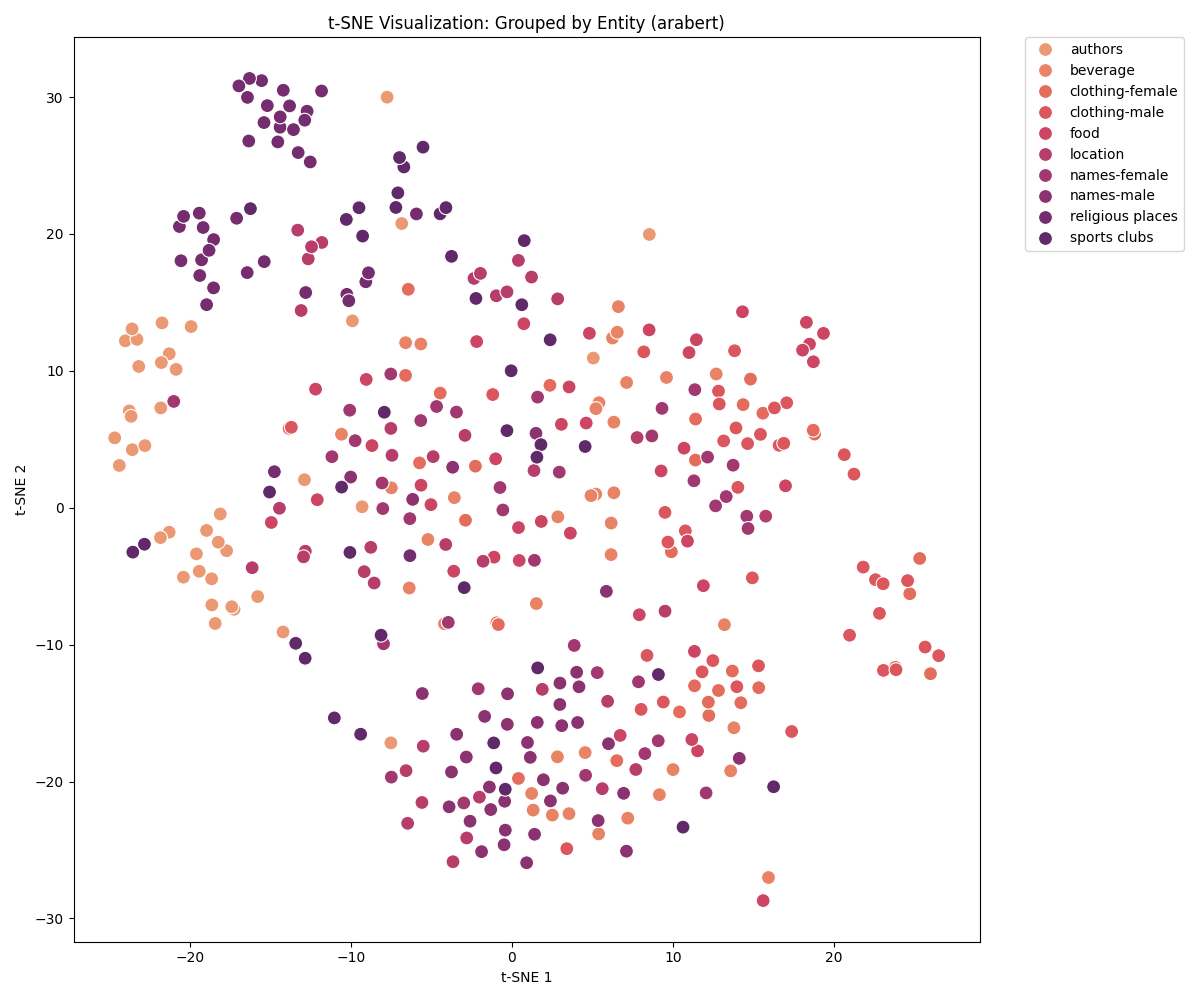 t-SNE Visualization: Grouped by Entity (arabert)
authors
beverage
clothing-female
clothing-male
food
location
names-female
names-male
religious places
sports clubs
t-SNE 2
30
20
10
0
−10
−20
−30
−20
−10
0
10
20
t-SNE 1